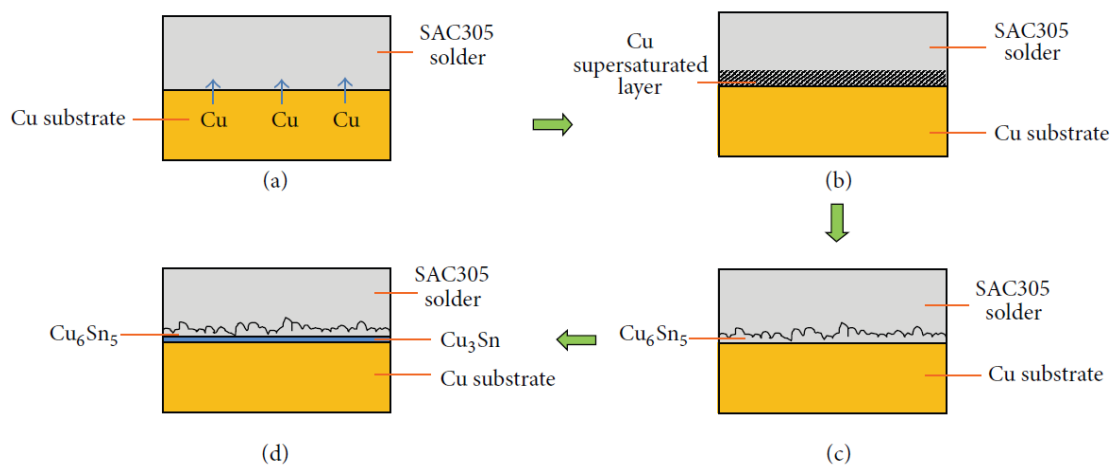 SAC305
solder
Cu substrate
Cu Cu Cu
(a)
Cu
supersaturated
layer
SAC305
solder
Cu substrate
(b)
SAC305
solder
Cu₆Sn₅
Cu₃Sn
Cu substrate
(d)
SAC305
solder
Cu₆Sn₅
Cu substrate
(c)